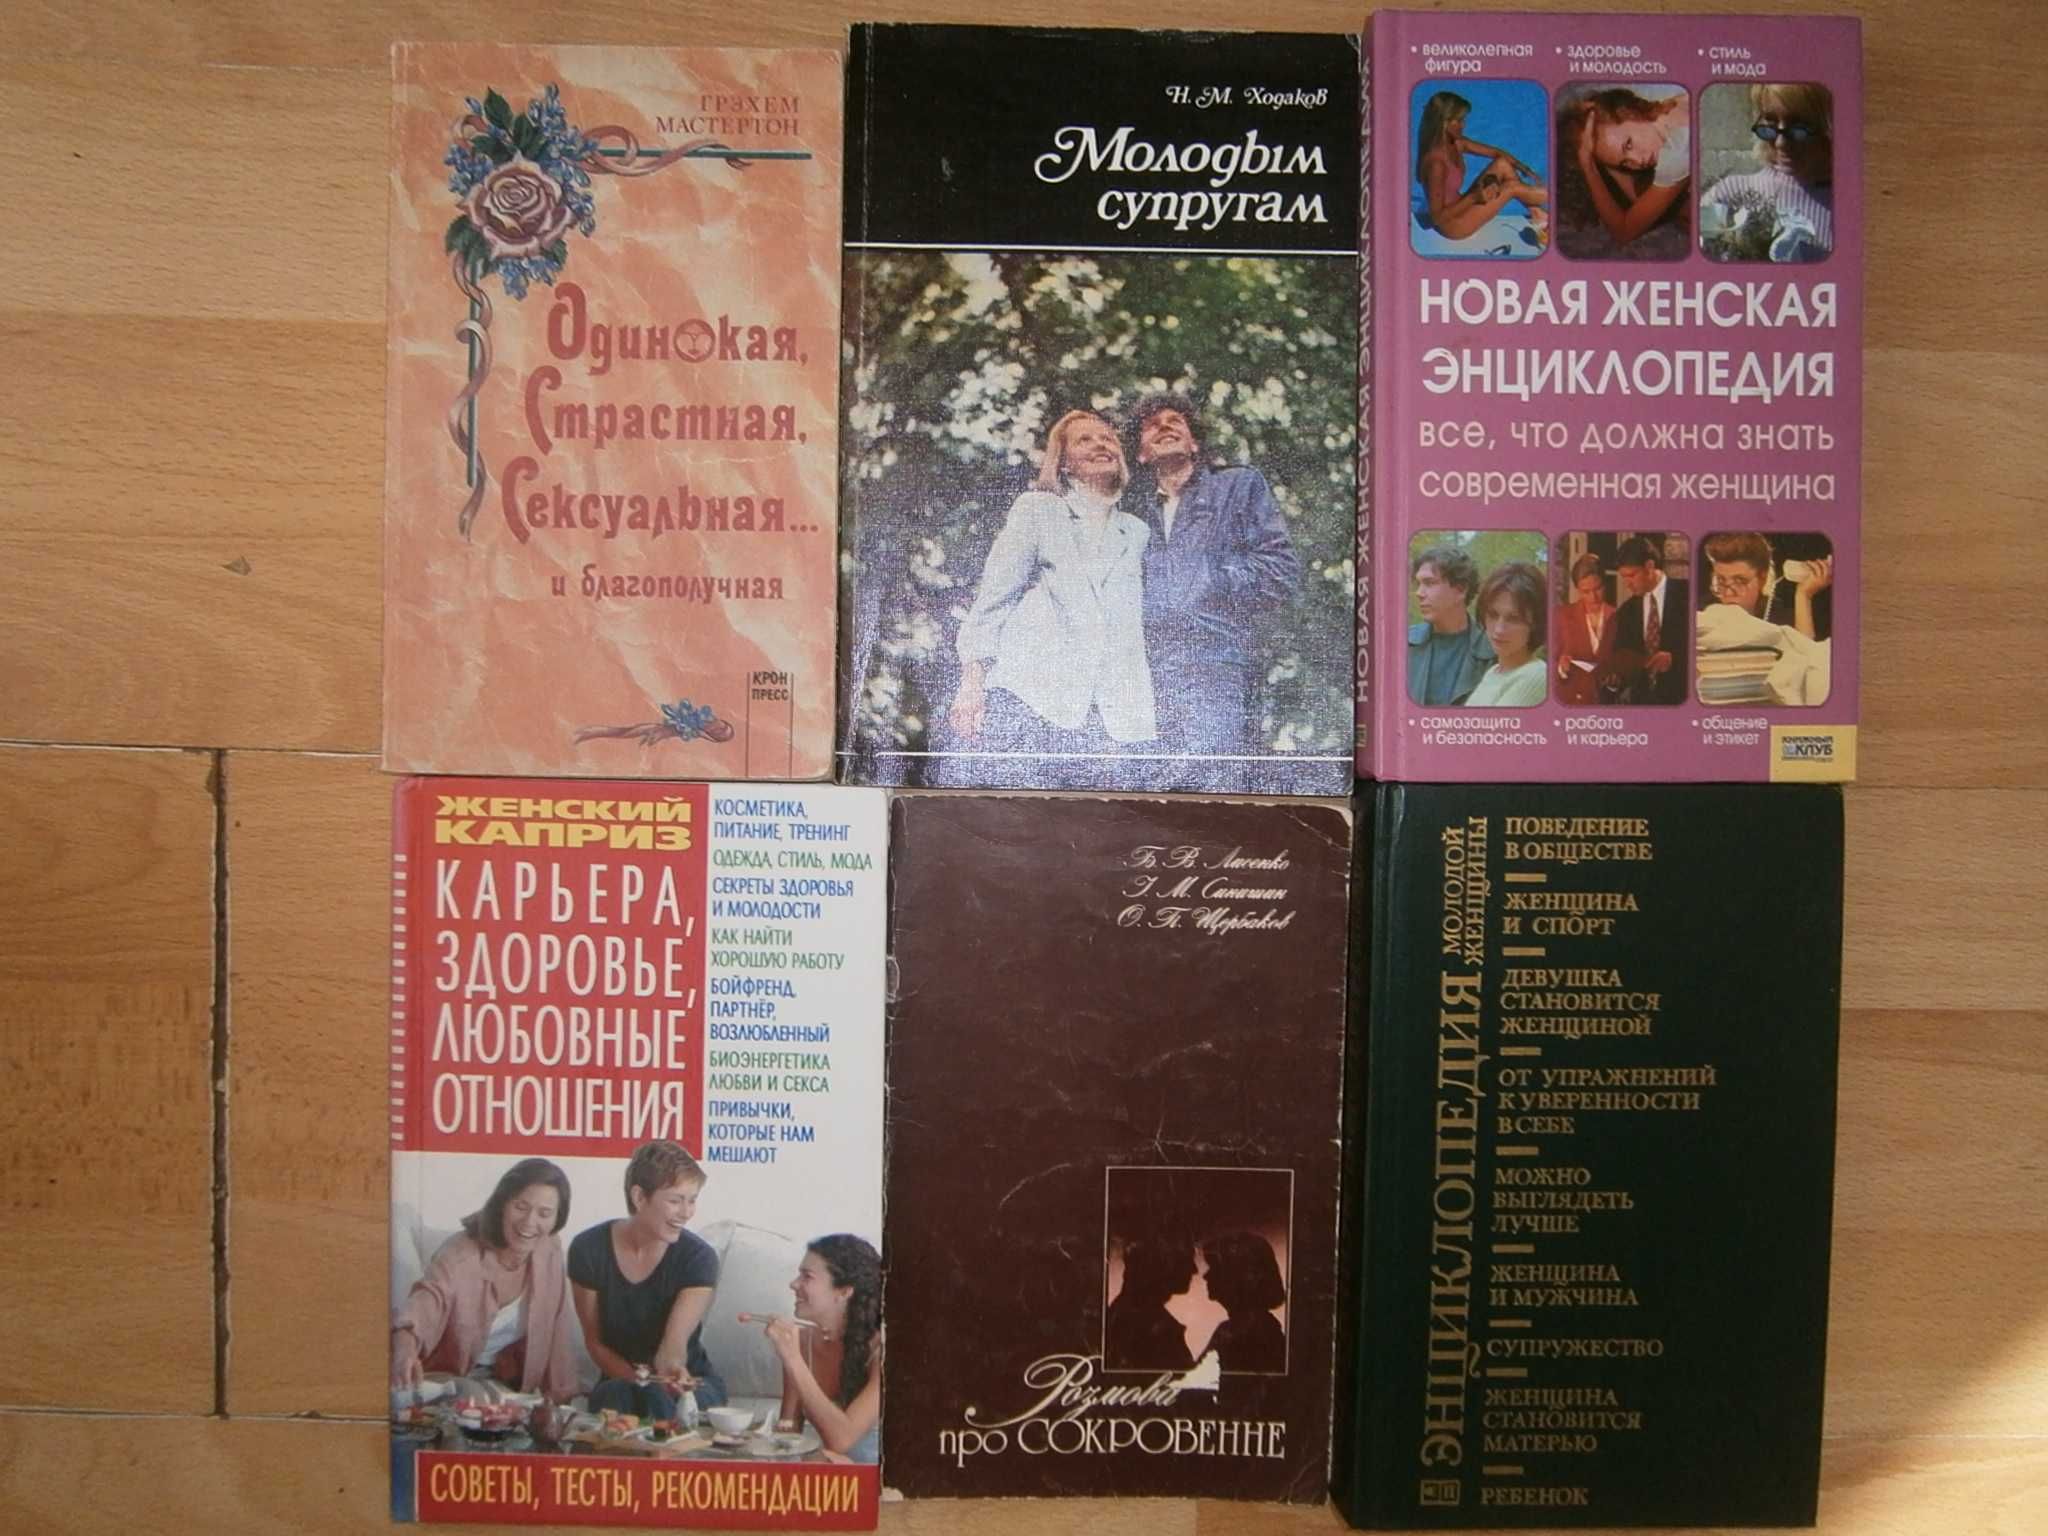 ГРЭХЕМ
МАСТЕРТОН
Одинокая,
Страстная,
Сексуальная...
и благополучная
КРОН
ПРЕСС
Н. М. Ходаков
Молодым
супругам
НОВАЯ ЖЕНСКАЯ ЭНЦИКЛОПЕДИЯ
• великолепная
фигура
• здоровье
и молодость
• стиль
и мода
НОВАЯ ЖЕНСКАЯ
ЭНЦИКЛОПЕДИЯ
все, что должна знать
современная женщина
• самозащита
и безопасность
• работа
и карьера
• общение
и этикет
КНИЖНЫЙ
КЛУБ
ЖЕНСКИЙ
КАПРИЗ
КАРЬЕРА,
ЗДОРОВЬЕ,
ЛЮБОВНЫЕ
ОТНОШЕНИЯ
КОСМЕТИКА,
ПИТАНИЕ, ТРЕНИНГ
ОДЕЖДА, СТИЛЬ, МОДА
СЕКРЕТЫ ЗДОРОВЬЯ
И МОЛОДОСТИ
КАК НАЙТИ
ХОРОШУЮ РАБОТУ
БОЙФРЕНД,
ПАРТНЁР,
ВОЗЛЮБЛЕННЫЙ
БИОЭНЕРГЕТИКА
ЛЮБВИ И СЕКСА
ПРИВЫЧКИ,
КОТОРЫЕ НАМ
МЕШАЮТ
СОВЕТЫ, ТЕСТЫ, РЕКОМЕНДАЦИИ
Б. В. Лисенко
І. М. Синишин
О. П. Щербаков
Розмова
про СОКРОВЕННЕ
ЭНЦИКЛОПЕДИЯ
МОЛОДОЙ
ЖЕНЩИНЫ
ПОВЕДЕНИЕ
В ОБЩЕСТВЕ
ЖЕНЩИНА
И СПОРТ
ДЕВУШКА
СТАНОВИТСЯ
ЖЕНЩИНОЙ
ОТ УПРАЖНЕНИЙ
К УВЕРЕННОСТИ
В СЕБЕ
МОЖНО
ВЫГЛЯДЕТЬ
ЛУЧШЕ
ЖЕНЩИНА
И МУЖЧИНА
СУПРУЖЕСТВО
ЖЕНЩИНА
СТАНОВИТСЯ
МАТЕРЬЮ
РЕБЕНОК